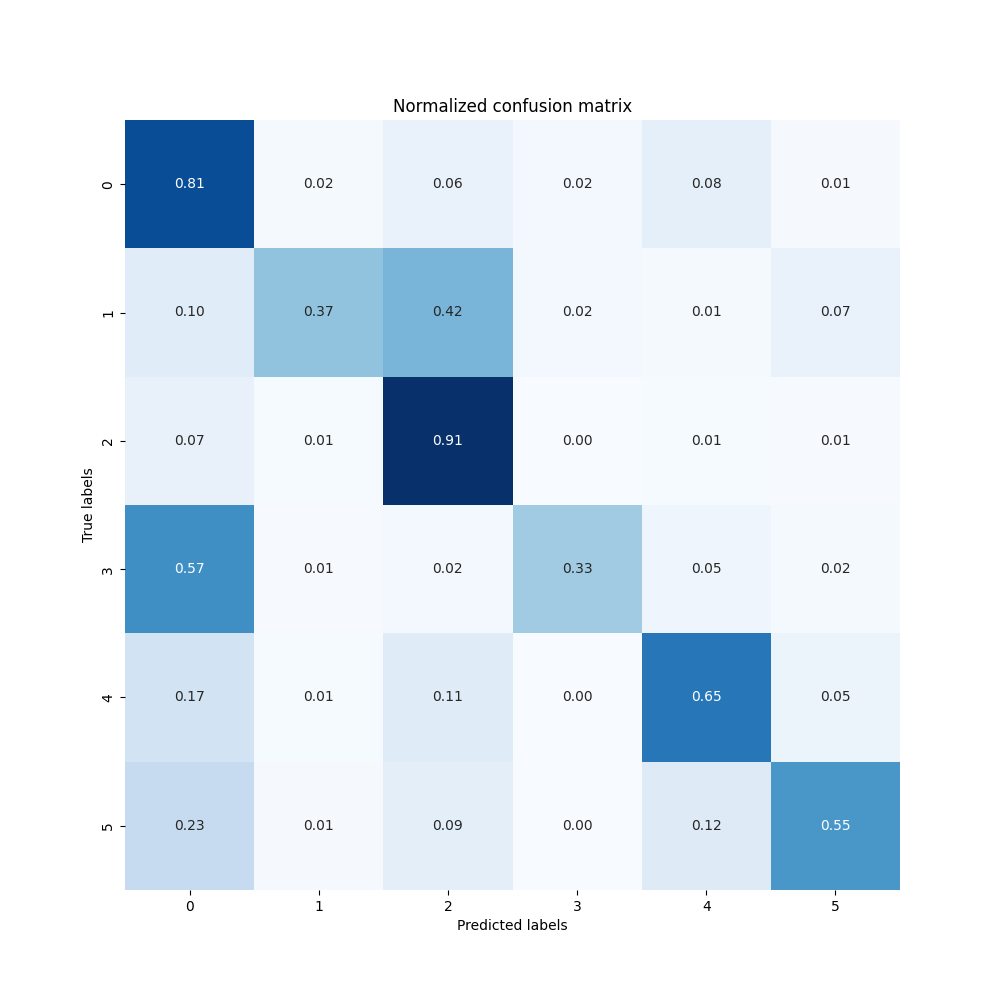 Normalized confusion matrix
0 0.81 0.02 0.06 0.02 0.08 0.01
1 0.10 0.37 0.42 0.02 0.01 0.07
2 0.07 0.01 0.91 0.00 0.01 0.01
True labels
3 0.57 0.01 0.02 0.33 0.05 0.02
4 0.17 0.01 0.11 0.00 0.65 0.05
5 0.23 0.01 0.09 0.00 0.12 0.55
0 1 2 3 4 5
Predicted labels